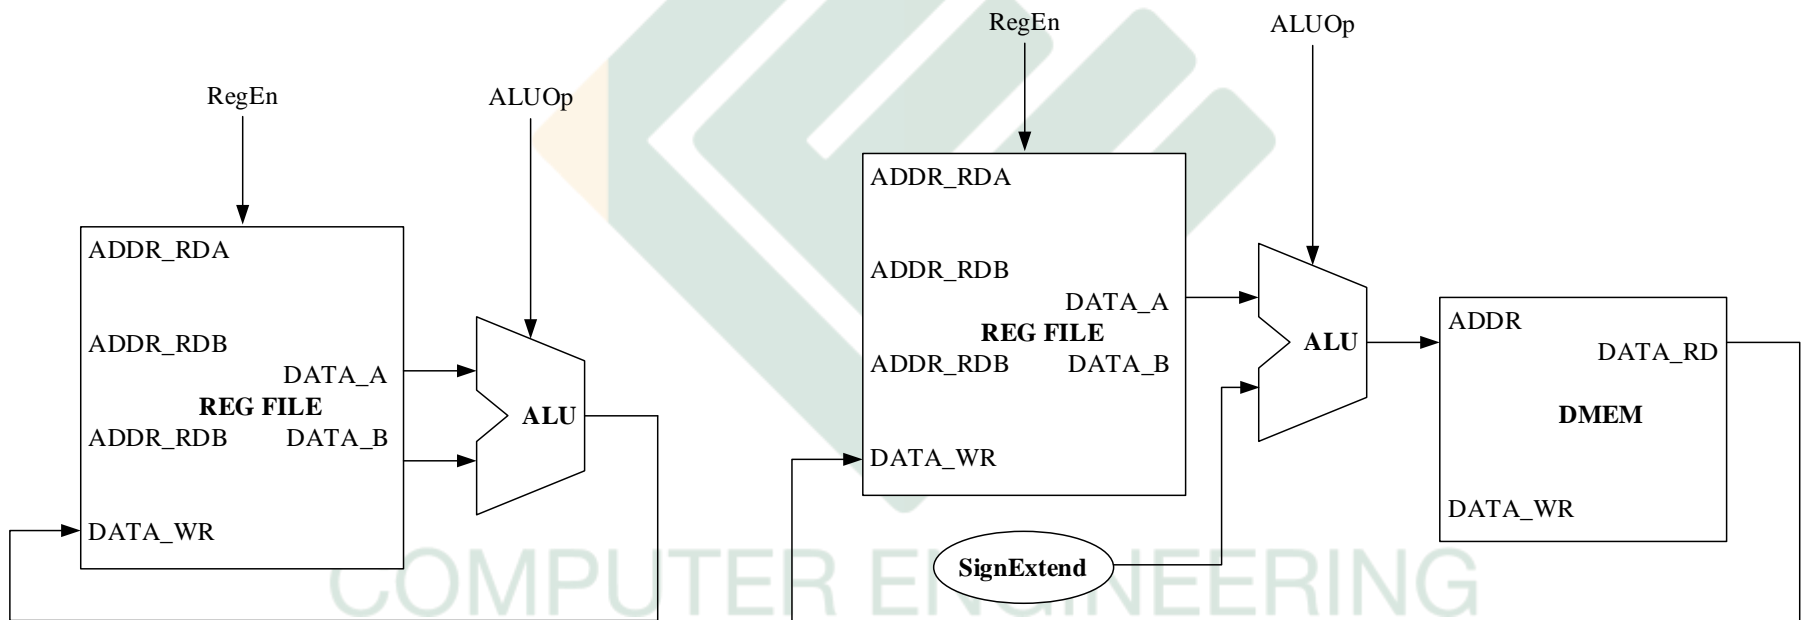 RegEn
ALUOp
ADDR_RDA
ADDR_RDB
DATA_A
REG FILE
ADDR_RDB DATA_B
DATA_WR
ALU
RegEn
ALUOp
ADDR_RDA
ADDR_RDB
DATA_A
REG FILE
ADDR_RDB DATA_B
DATA_WR
ALU
SignExtend
ADDR
DATA_RD
DMEM
DATA_WR
COMPUTER ENGINEERING